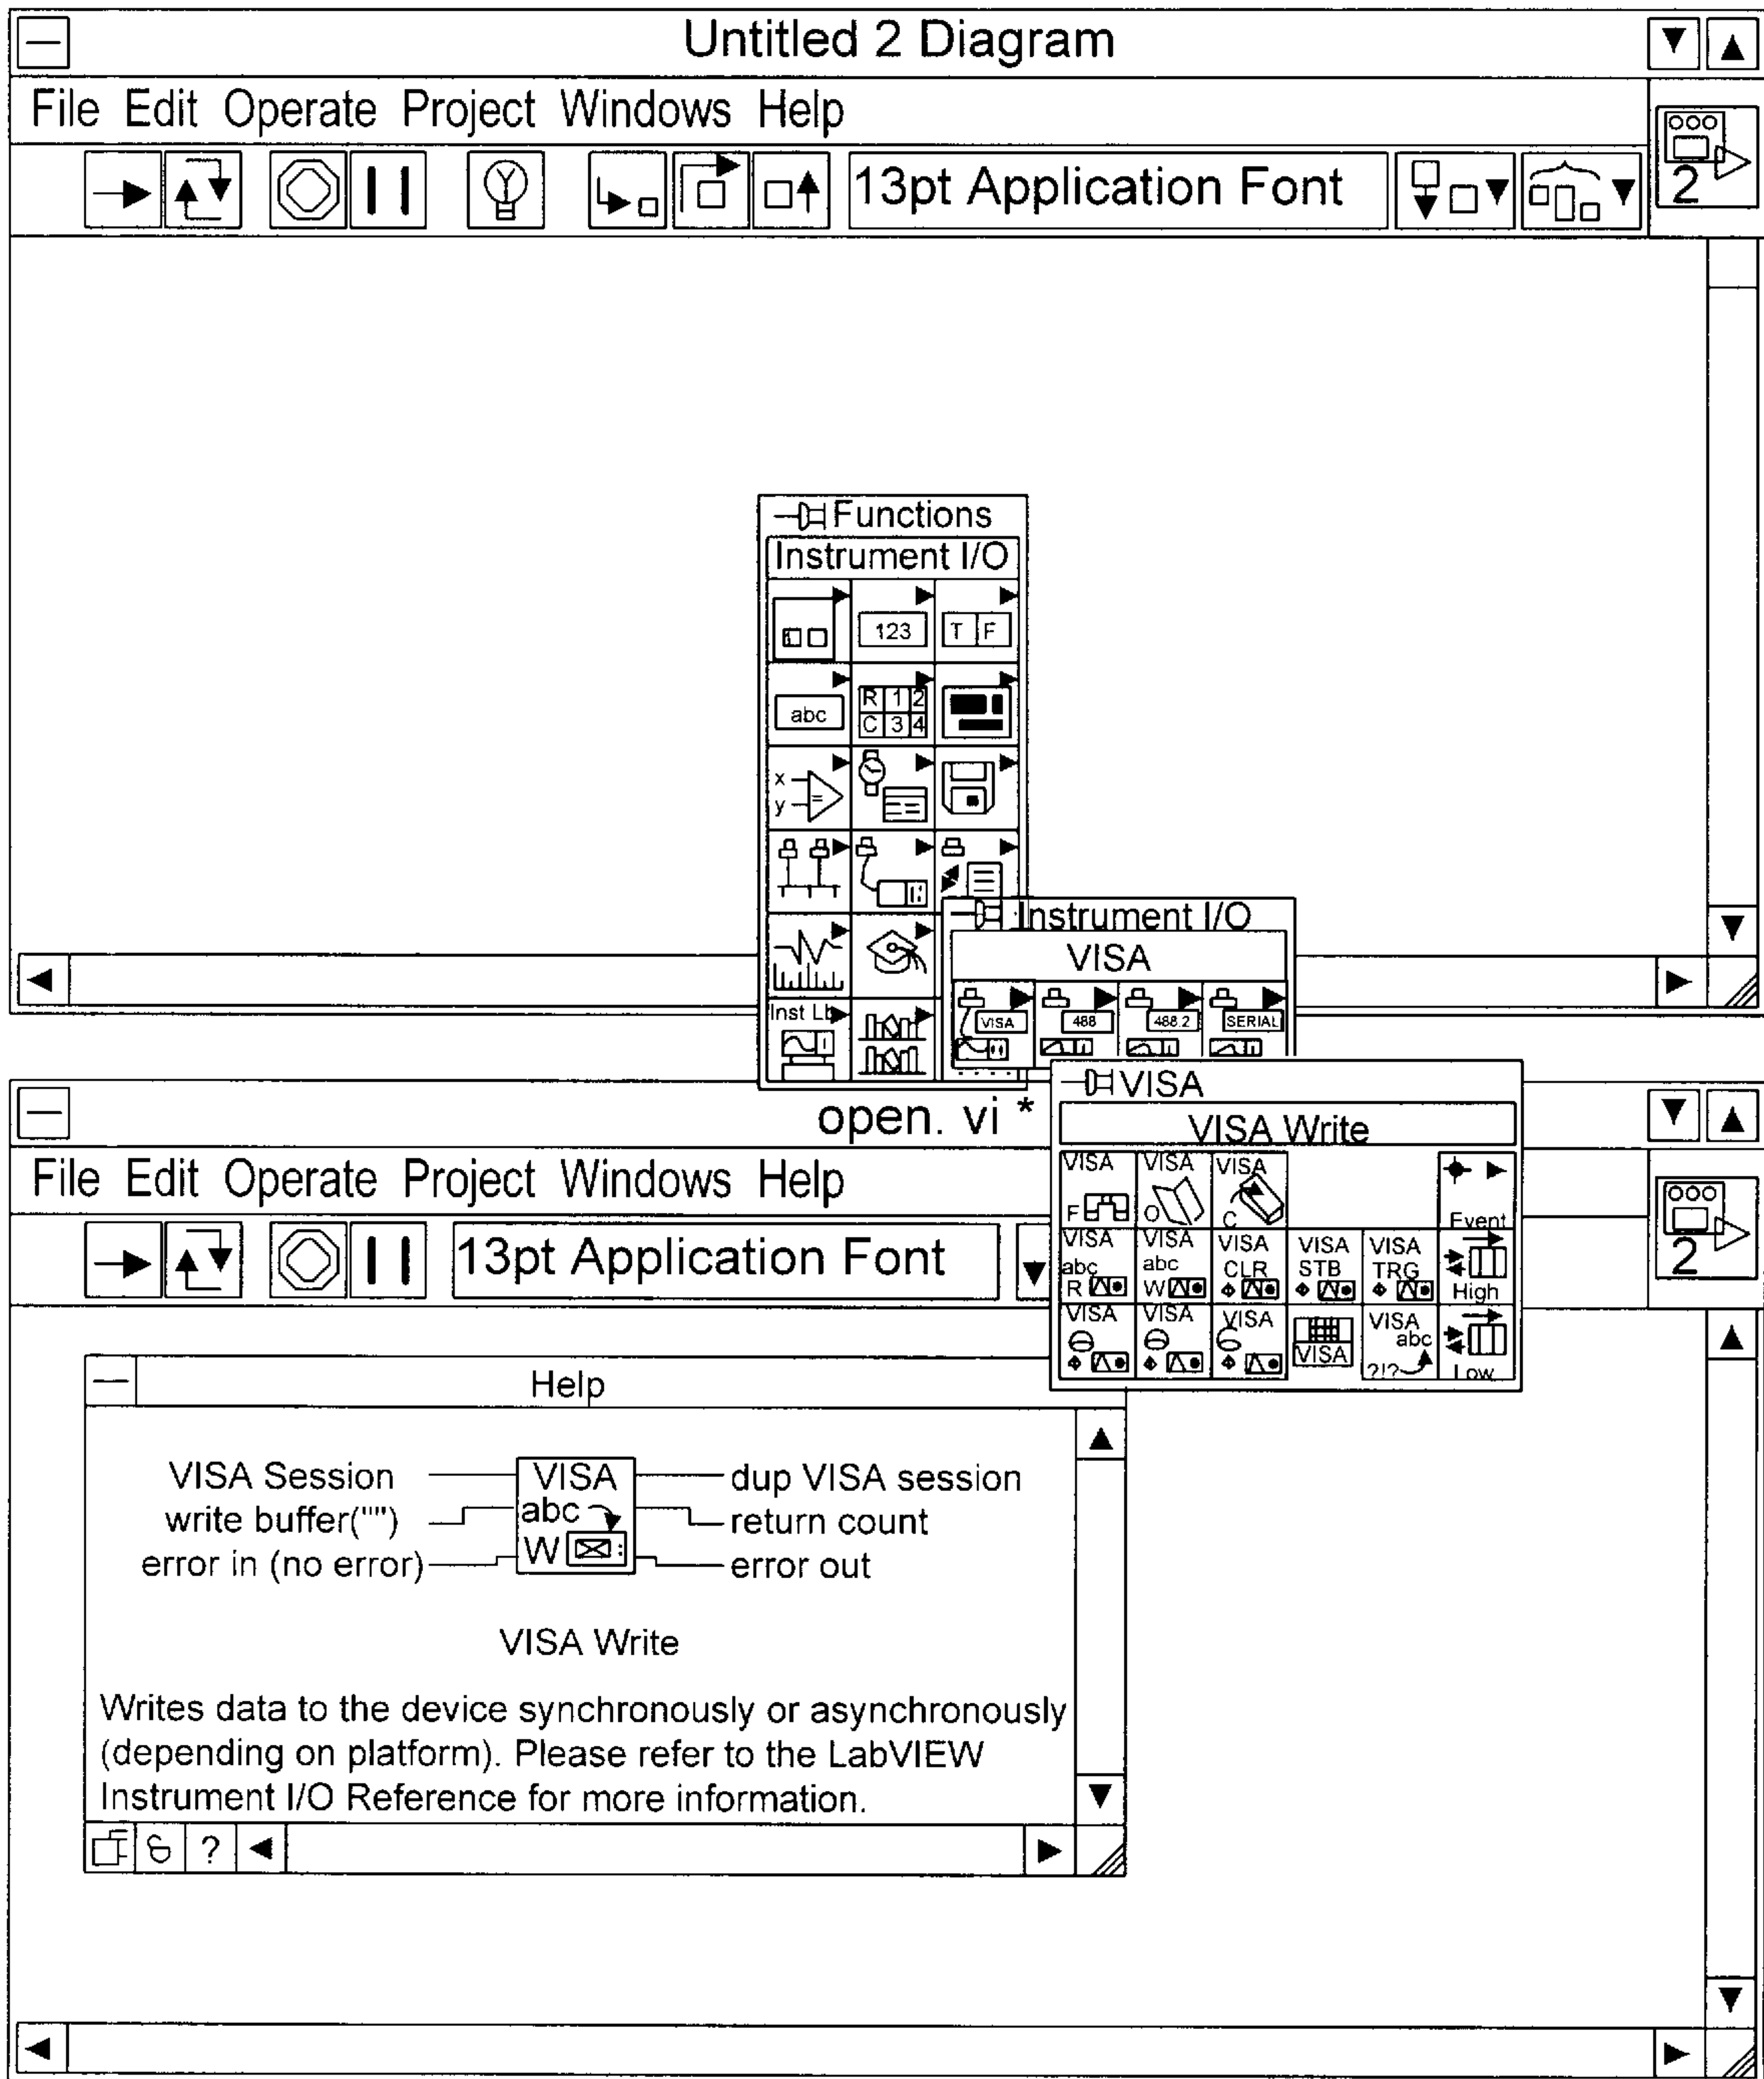 Untitled 2 Diagram
File Edit Operate Project Windows Help
13pt Application Font
2
Functions
Instrument I/O
123
T F
abc
R 1 2
C 3 4
x
y
=
Instrument I/O
VISA
Inst Lb
VISA
488
488.2
SERIAL
VISA
VISA Write
VISA
F
VISA
O
VISA
C
Event
VISA
abc
R
VISA
abc
W
VISA
CLR
VISA
STB
VISA
TRG
High
VISA
VISA
VISA
VISA
VISA
abc
?!?
Low
open. vi *
File Edit Operate Project Windows Help
13pt Application Font
2
Help
VISA Session
write buffer("")
error in (no error)
VISA
abc
W
dup VISA session
return count
error out
VISA Write
Writes data to the device synchronously or asynchronously
(depending on platform). Please refer to the LabVIEW
Instrument I/O Reference for more information.
?